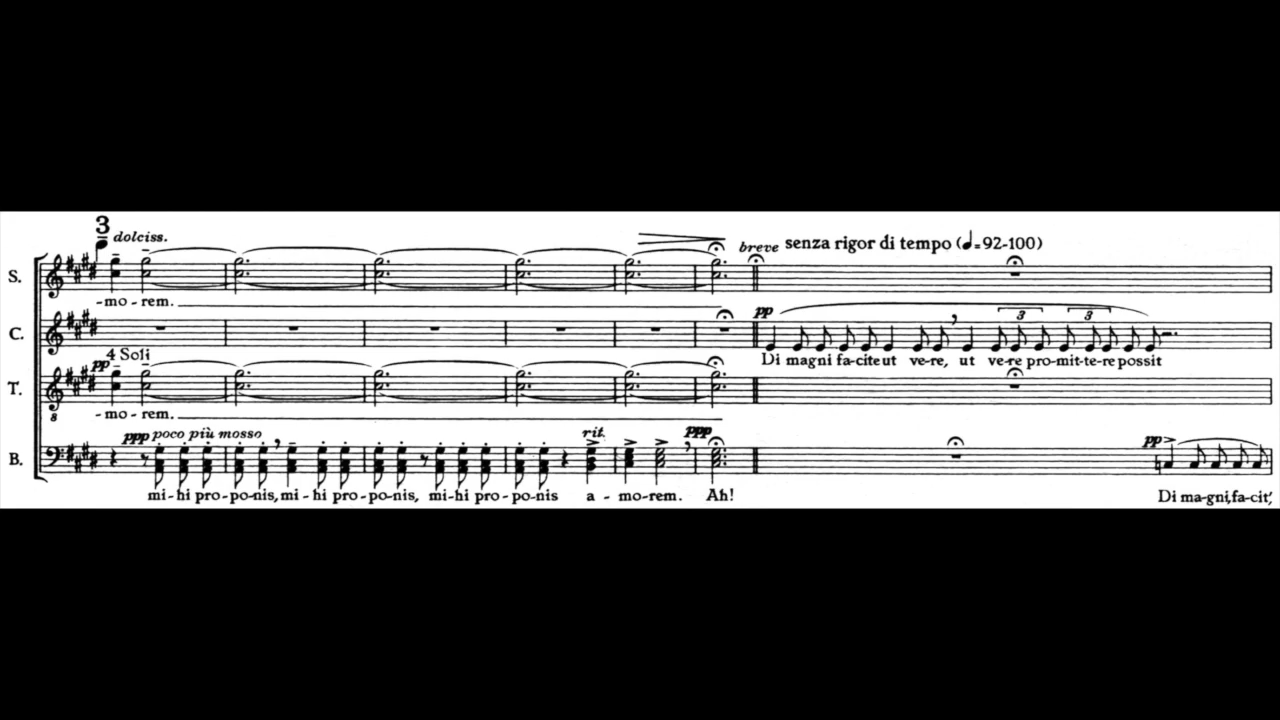 3
dolciss.
breve senza rigor di tempo (♩=92-100)
S.
-mo-rem.
pp
C.
3 3
4 Soli
Di magni fa-cite ut ve-re, ut ve-re pro-mit-te-re possit
pp
T.
8
-mo-rem.
ppp poco più mosso rit. ppp
pp
B.
mi-hi pro-po-nis, mi-hi pro-po-nis, mi-hi pro-po-nis a-mo-rem. Ah! Di ma-gni, fa-cit'